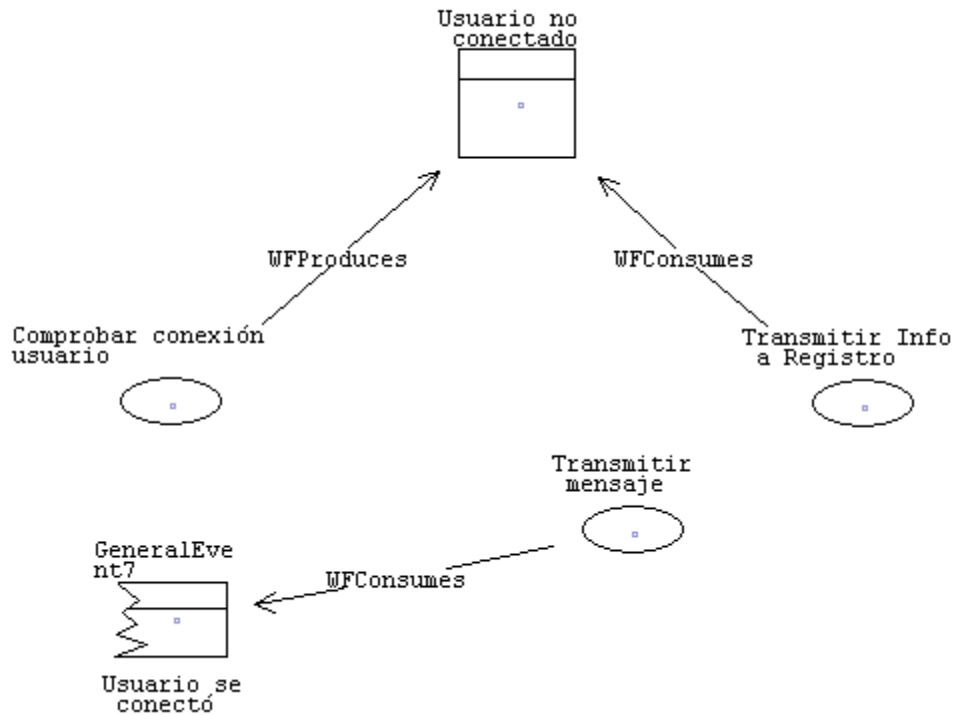 Usuario no
conectado
WFProduces
WFConsumes
Comprobar conexión
usuario
Transmitir Info
a Registro
Transmitir
mensaje
GeneralEve
nt7
WFConsumes
Usuario se
conectó